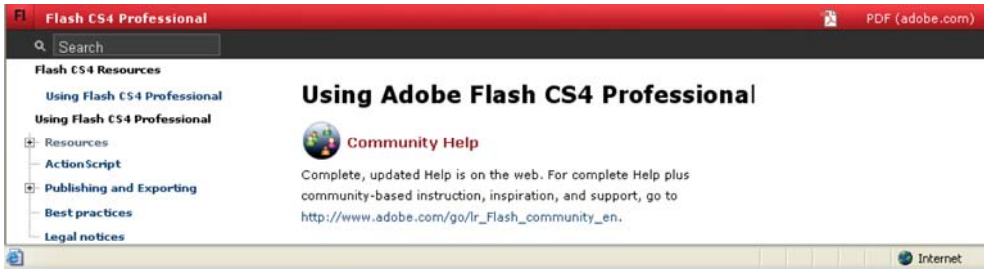 Fl Flash CS4 Professional PDF (adobe.com)
Search
Flash CS4 Resources
Using Flash CS4 Professional
Using Flash CS4 Professional
Resources
ActionScript
Publishing and Exporting
Best practices
Legal notices
Using Adobe Flash CS4 Professional
Community Help
Complete, updated Help is on the web. For complete Help plus
community-based instruction, inspiration, and support, go to
http://www.adobe.com/go/lr_Flash_community_en.
Internet